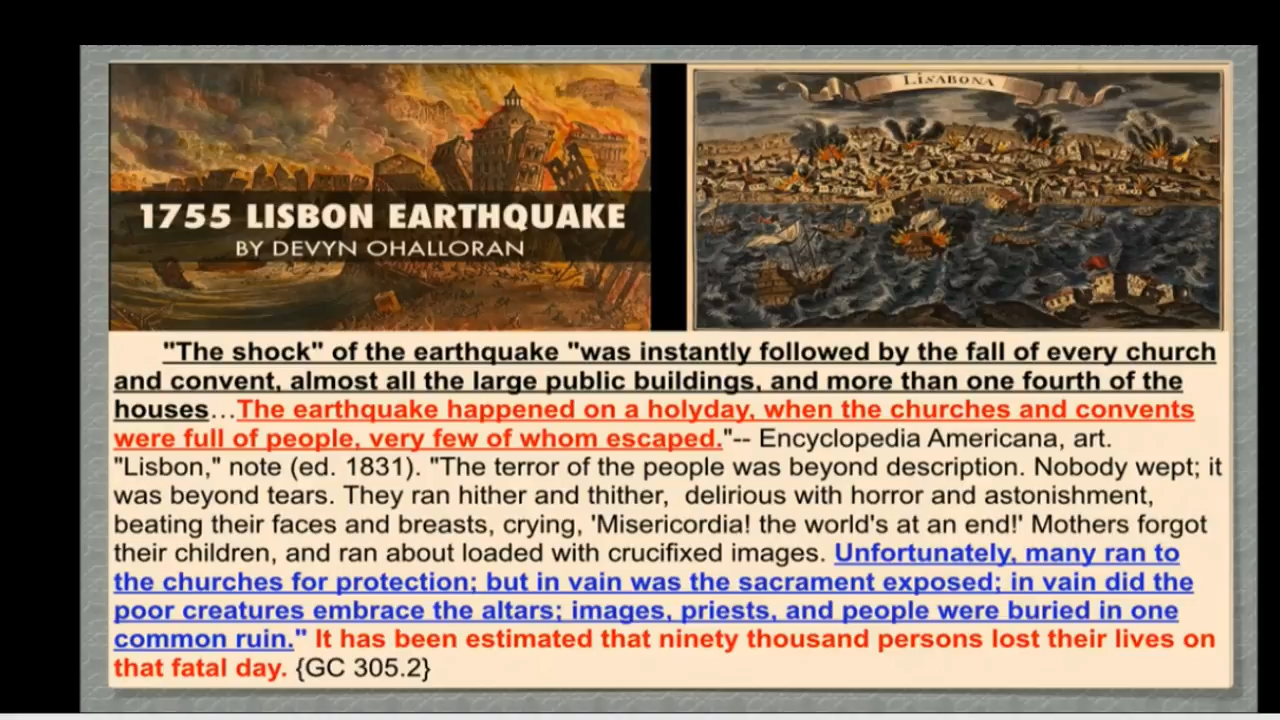 1755 LISBON EARTHQUAKE
BY DEVYN OHALLORAN
LISABONA
"The shock" of the earthquake "was instantly followed by the fall of every church
and convent, almost all the large public buildings, and more than one fourth of the
houses…The earthquake happened on a holyday, when the churches and convents
were full of people, very few of whom escaped."-- Encyclopedia Americana, art.
"Lisbon," note (ed. 1831). "The terror of the people was beyond description. Nobody wept; it
was beyond tears. They ran hither and thither, delirious with horror and astonishment,
beating their faces and breasts, crying, 'Misericordia! the world's at an end!' Mothers forgot
their children, and ran about loaded with crucifixed images. Unfortunately, many ran to
the churches for protection; but in vain was the sacrament exposed; in vain did the
poor creatures embrace the altars; images, priests, and people were buried in one
common ruin." It has been estimated that ninety thousand persons lost their lives on
that fatal day. {GC 305.2}